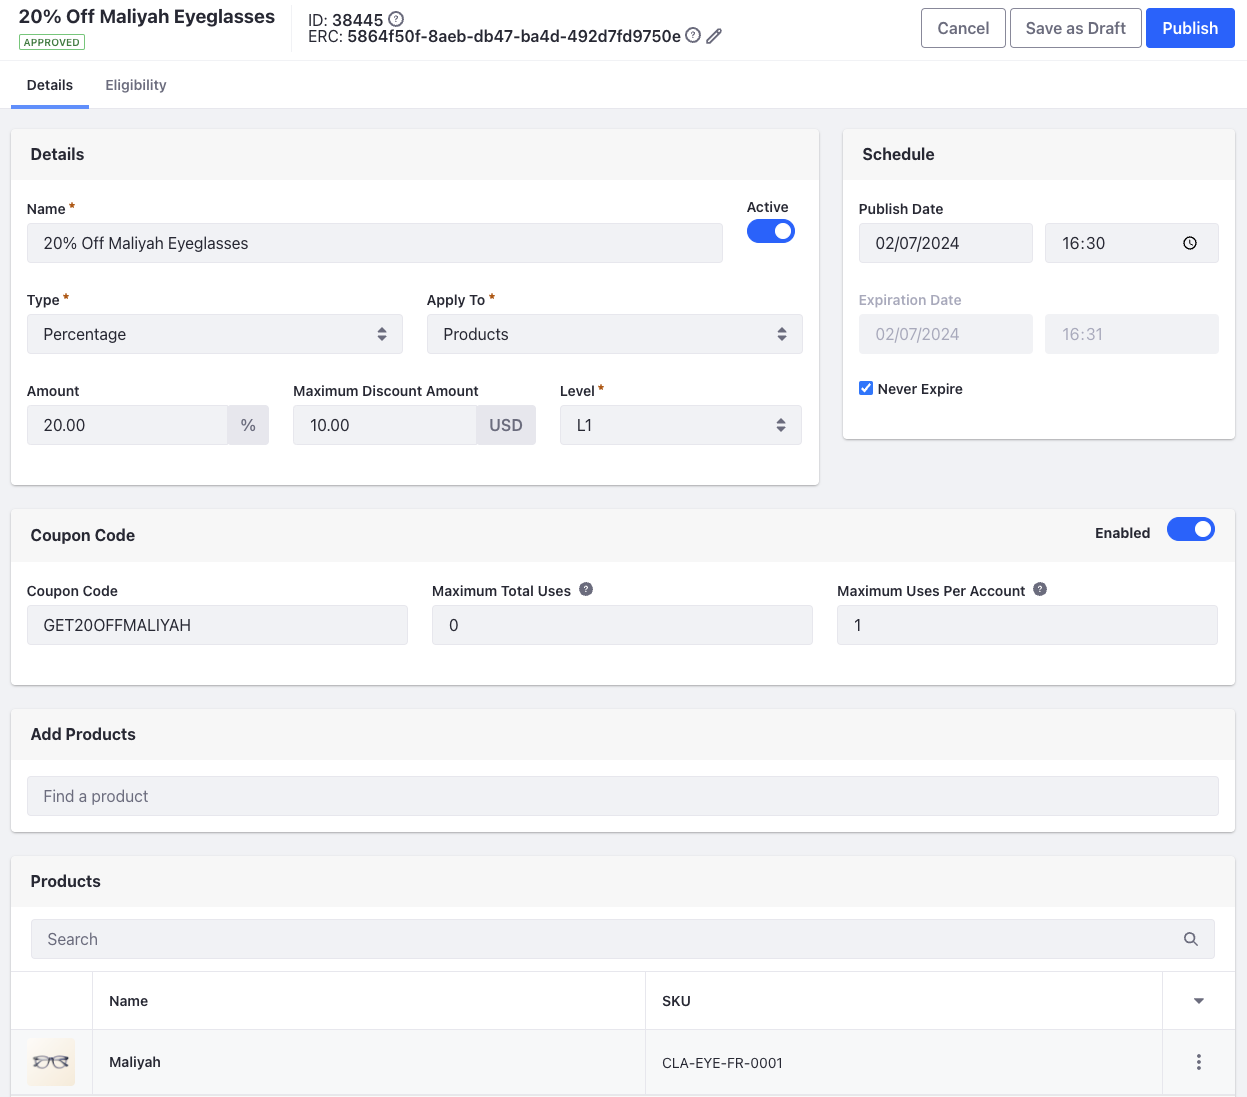 20% Off Maliyah Eyeglasses
APPROVED
ID: 38445
ERC: 5864f50f-8aeb-db47-ba4d-492d7fd9750e
Cancel
Save as Draft
Publish
Details
Eligibility
Details
Name *
Active
20% Off Maliyah Eyeglasses
Type *
Apply To *
Percentage
Products
Amount
Maximum Discount Amount
Level *
20.00 %
10.00 USD
L1
Schedule
Publish Date
02/07/2024
16:30
Expiration Date
02/07/2024
16:31
Never Expire
Coupon Code
Enabled
Coupon Code
Maximum Total Uses ?
Maximum Uses Per Account ?
GET20OFFMALIYAH
0
1
Add Products
Find a product
Products
Search
Name
SKU
Maliyah
CLA-EYE-FR-0001